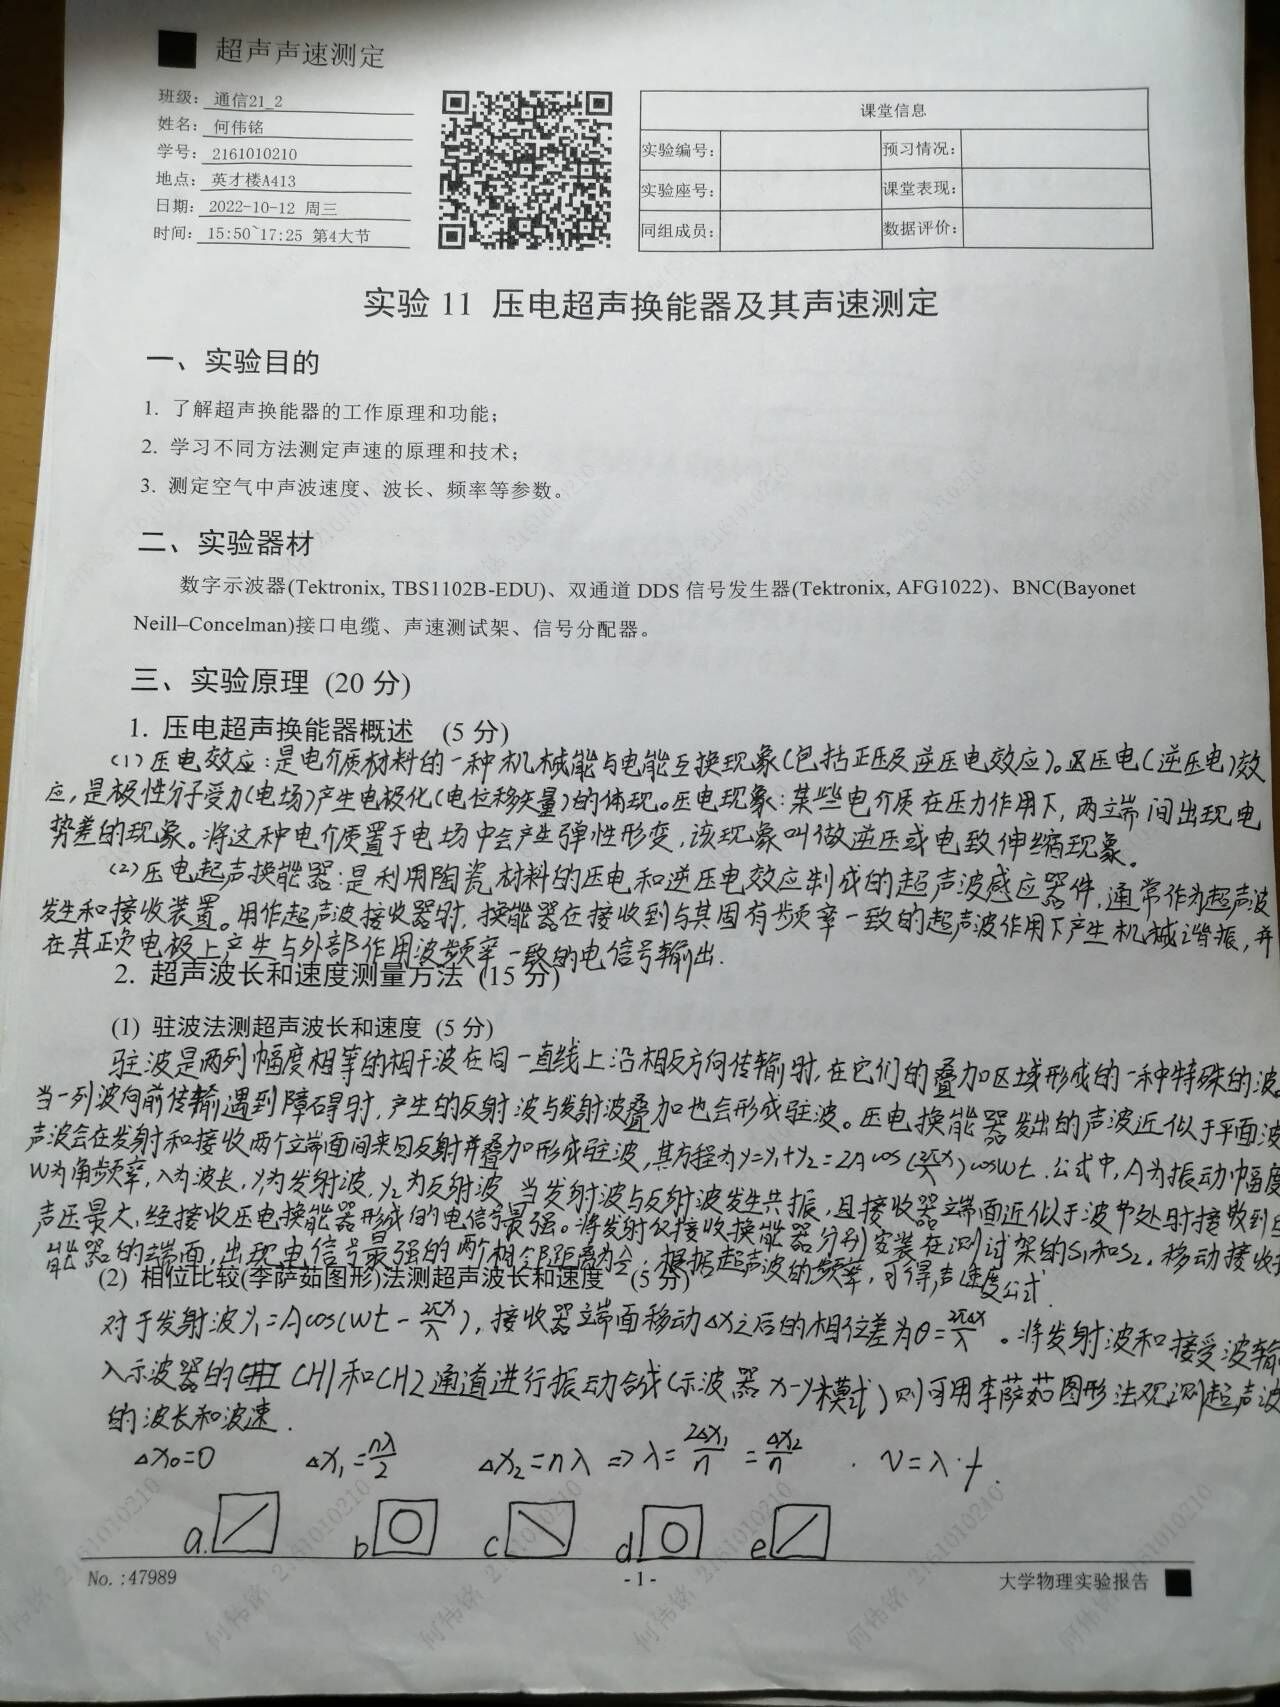 超声声速测定
班级: 通信21_2
姓名: 何伟铭
学号: 2161010210
地点: 英才楼A413
日期: 2022-10-12 周三
时间: 15:50~17:25 第4大节
课堂信息
实验编号: 预习情况:
实验座号: 课堂表现:
同组成员: 数据评价:
实验 11 压电超声换能器及其声速测定
一、实验目的
1. 了解超声换能器的工作原理和功能;
2. 学习不同方法测定声速的原理和技术;
3. 测定空气中声波速度、波长、频率等参数。
二、实验器材
数字示波器(Tektronix, TBS1102B-EDU)、双通道 DDS 信号发生器(Tektronix, AFG1022)、BNC(Bayonet
Neill–Concelman)接口电缆、声速测试架、信号分配器。
三、实验原理 (20 分)
1. 压电超声换能器概述 (5 分)
(1)压电效应:是电介质材料的一种机械能与电能互换现象(包括正压及逆压电效应)。压电(逆压电)效
应,是极性分子受力(电场)产生电极化(电位移矢量)的体现。压电现象:某些电介质在压力作用下,两端间出现电
势差的现象。将这种电介质置于电场中会产生弹性形变,该现象叫做逆压或电致伸缩现象。
(2)压电起声换能器:是利用陶瓷材料的压电和逆压电效应制成的超声波感应器件,通常作为超声波
发生和接收装置。用作超声波接收器时,换能器在接收到与其固有频率一致的超声波作用下产生机械谐振,并
在其正负电极上产生与外部作用波频率一致的电信号输出.
2. 超声波长和速度测量方法 (15 分)
(1) 驻波法测超声波长和速度 (5 分)
驻波是两列幅度相等的相干波在同一直线上沿相反方向传输时,在它们的叠加区域形成的一种特殊的波。
当一列波向前传输遇到障碍时,产生的反射波与发射波叠加也会形成驻波。压电换能器发出的声波近似于平面波
声波会在发射和接收两个端面间来回反射并叠加形成驻波,其方程为y=y₁+y₂=2Acos(2πx/λ)coswt.公式中,A为振动幅度
W为角频率,λ为波长,y₁为发射波,y₂为反射波 当发射波与反射波发生共振,且接收器端面近似于波节处时接收到的
声压最大,经接收压电换能器形成的电信号最强。将发射及接收换能器分别安装在测试架的S₁和S₂。移动接收换
能器的端面,出现电信号最强的两个相邻距离为λ/2.根据超声波的频率,可得声速度公式.
(2) 相位比较(李萨茹图形)法测超声波长和速度 (5 分)
对于发射波y₁=Acos(wt-2πx/λ),接收器端面移动Δx之后的相位差为θ=2πΔx/λ。将发射波和接受波输
入示波器的CH1和CH2通道进行振动合成(示波器x-y模式)则可用李萨茹图形法观测超声波
的波长和波速.
Δx₀=0 Δx₁=nλ/2 Δx₂=nλ => λ=2Δx₁/n=Δx₂/n . v=λ·f.
a. b c d e
No. :47989 - 1 - 大学物理实验报告
何伟铭 2161010210